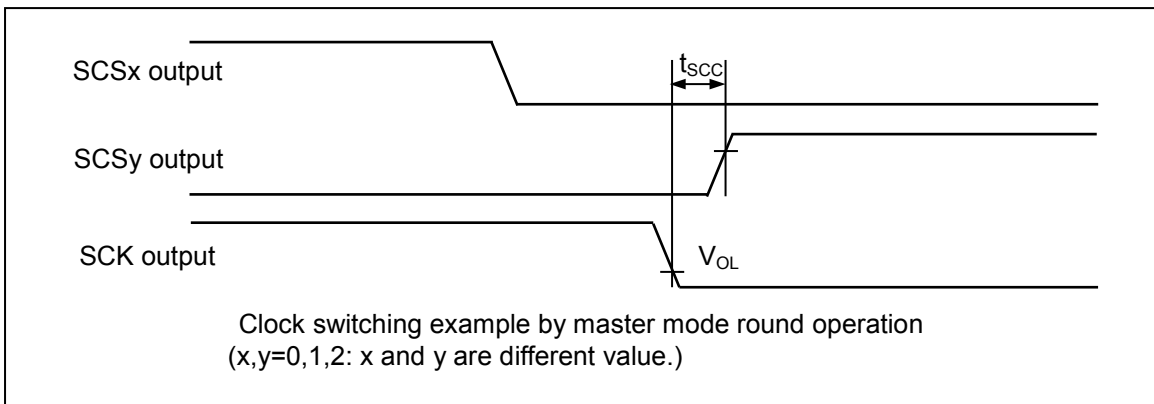 SCSx output
tSCC
SCSy output
SCK output
VOL
Clock switching example by master mode round operation
(x,y=0,1,2: x and y are different value.)